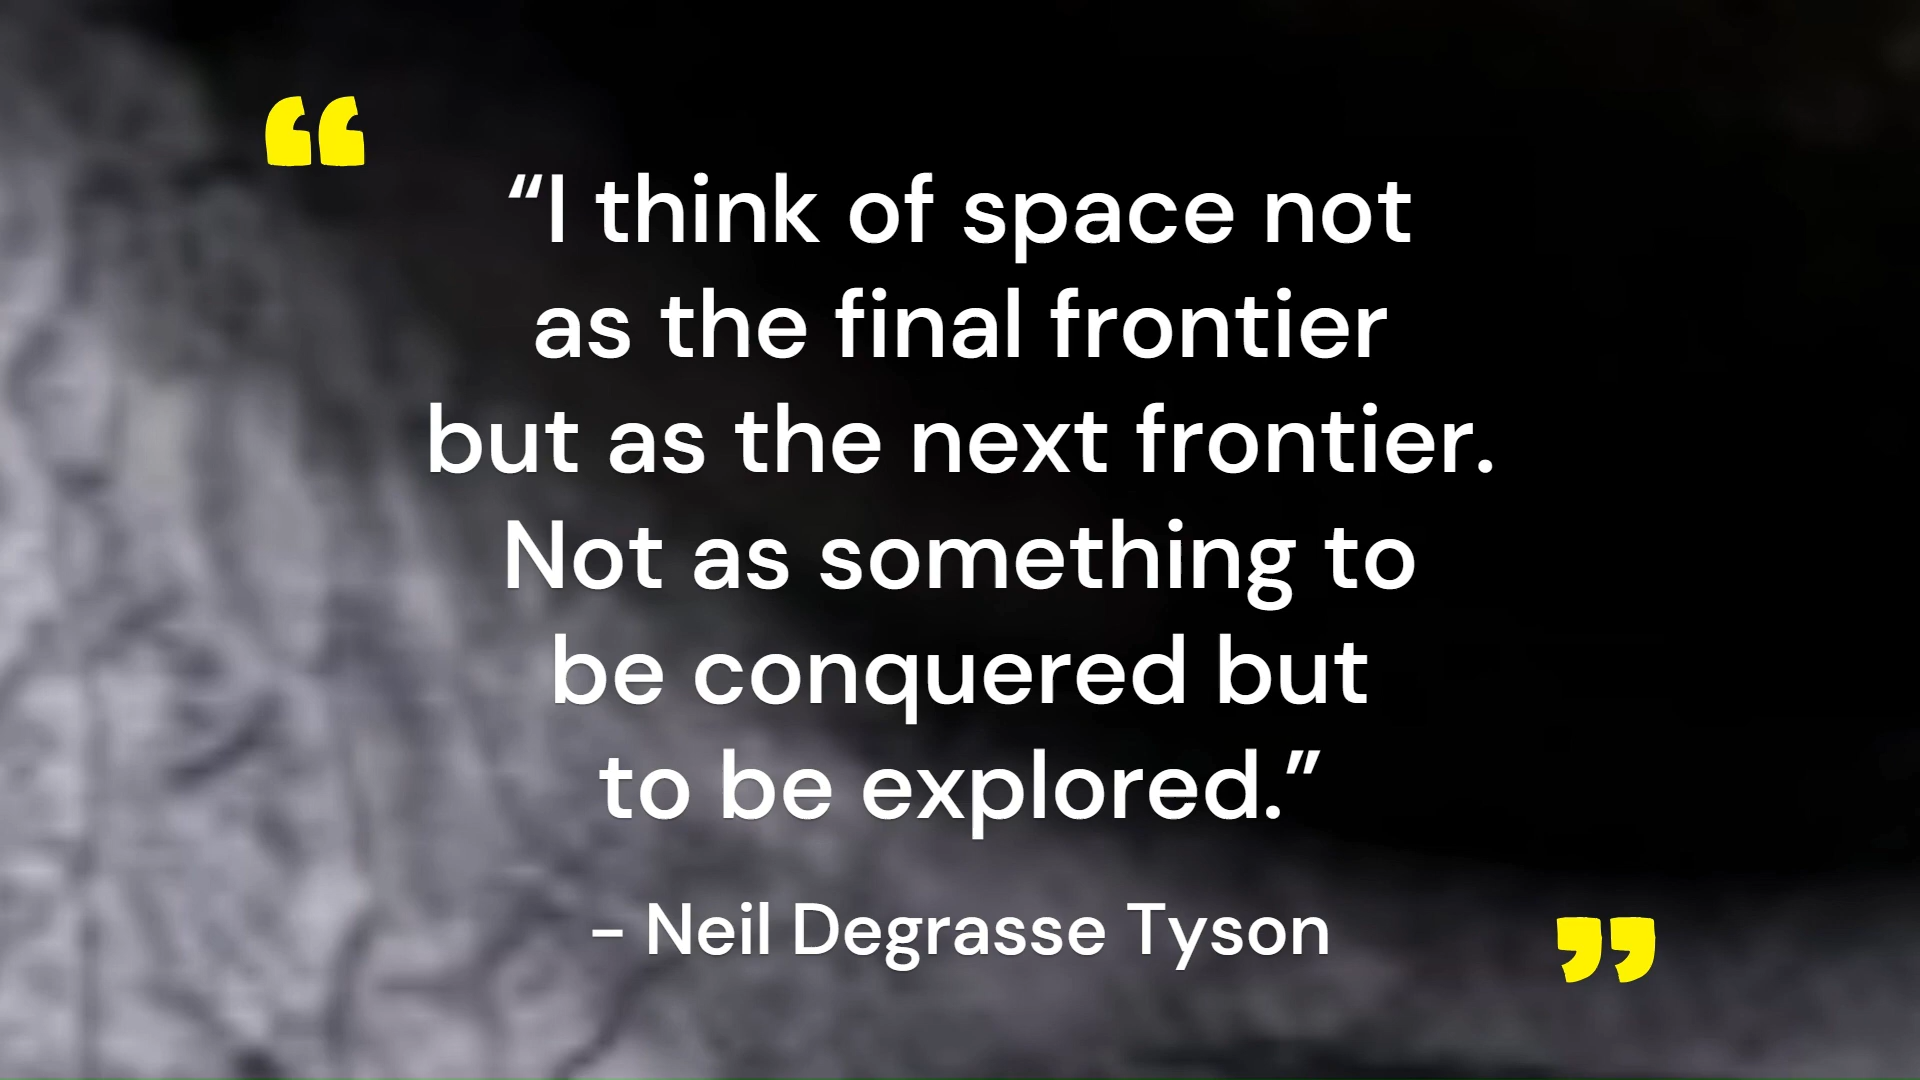 “I think of space not
as the final frontier
but as the next frontier.
Not as something to
be conquered but
to be explored.”
- Neil Degrasse Tyson